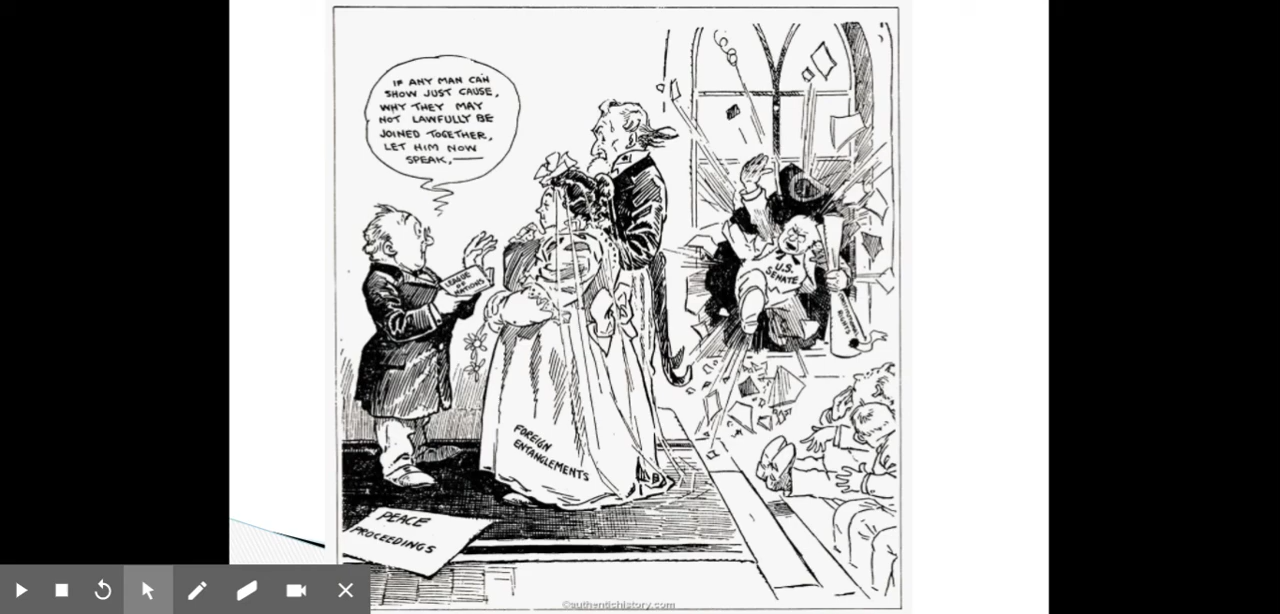 IF ANY MAN CAN
SHOW JUST CAUSE,
WHY THEY MAY
NOT LAWFULLY BE
JOINED TOGETHER,
LET HIM NOW
SPEAK,—
LEAGUE
OF
NATIONS
U.S.
SENATE
FOREIGN
ENTANGLEMENTS
PEACE
PROCEEDINGS
©authentichistory.com